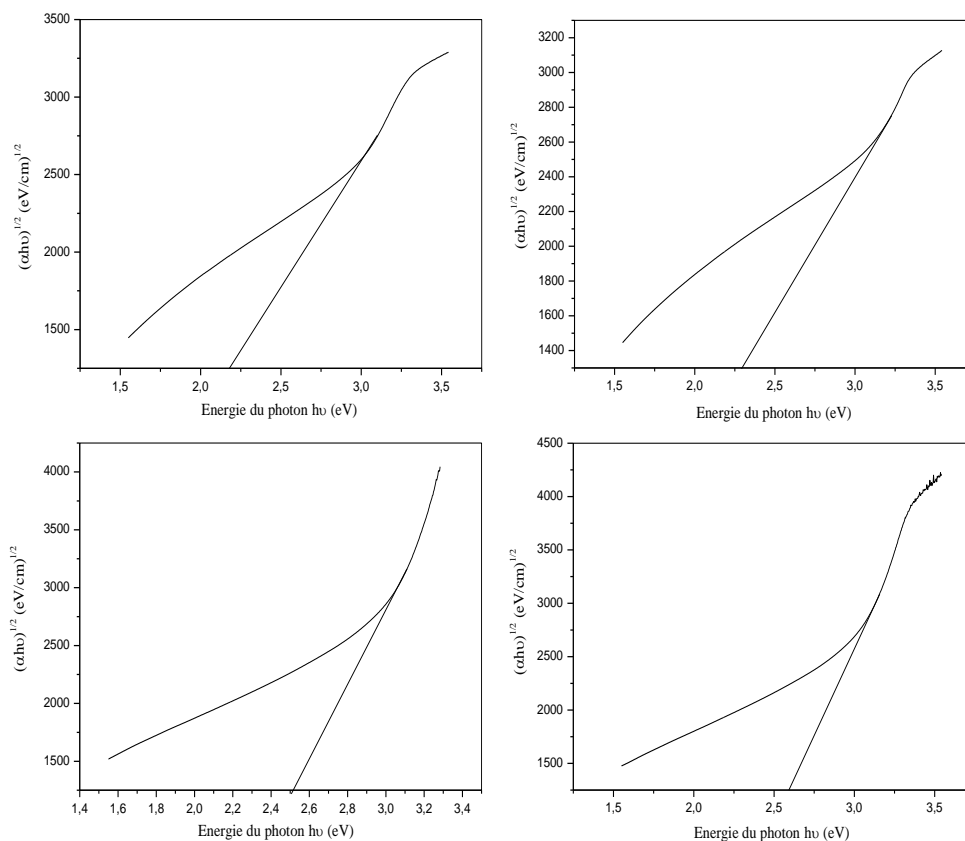 3500
3000
2500
2000
1500
(αhυ)^1/2 (eV/cm)^1/2
1,5 2,0 2,5 3,0 3,5
Energie du photon hυ (eV)
3200
3000
2800
2600
2400
2200
2000
1800
1600
1400
(αhυ)^1/2 (eV/cm)^1/2
1,5 2,0 2,5 3,0 3,5
Energie du photon hυ (eV)
4000
3500
3000
2500
2000
1500
(αhυ)^1/2 (eV/cm)^1/2
1,4 1,6 1,8 2,0 2,2 2,4 2,6 2,8 3,0 3,2 3,4
Energie du photon hυ (eV)
4500
4000
3500
3000
2500
2000
1500
(αhυ)^1/2 (eV/cm)^1/2
1,5 2,0 2,5 3,0 3,5
Energie du photon hυ (eV)